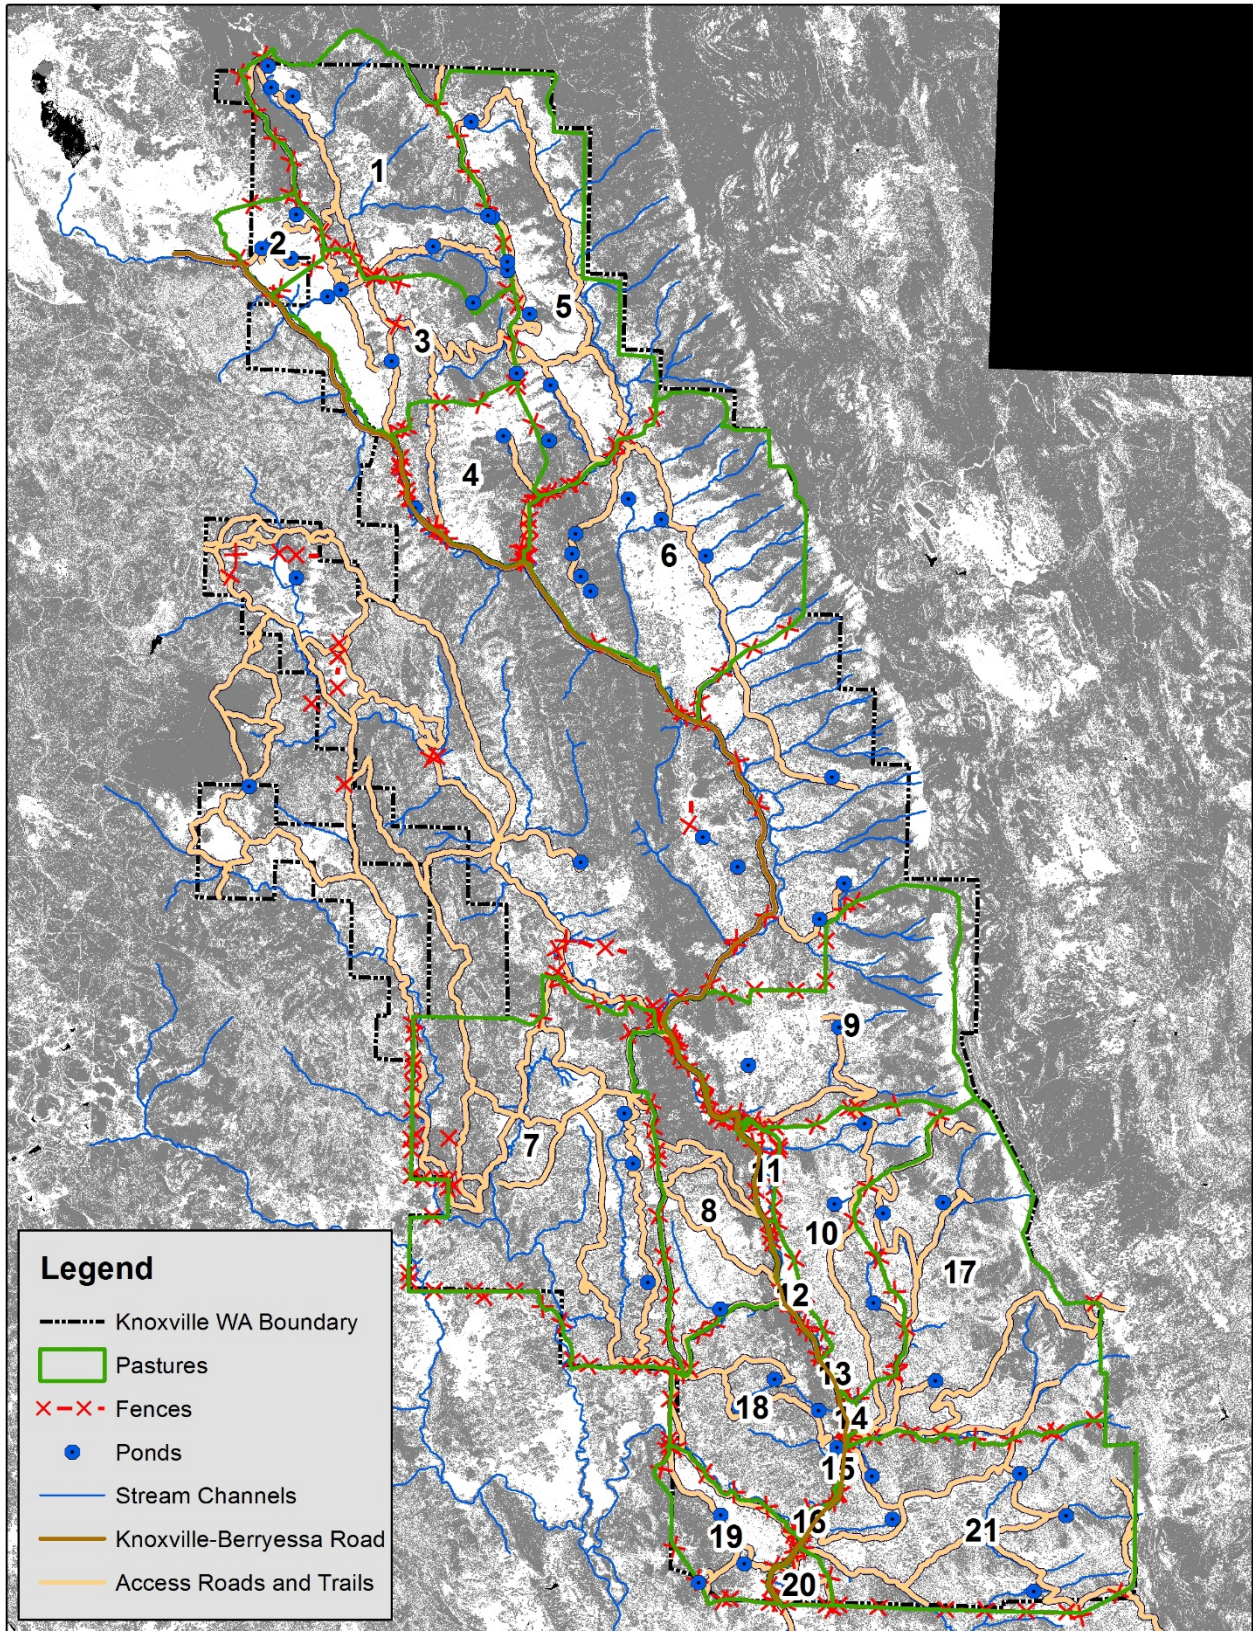 1
2
5
3
4
6
9
7
11
8
10
17
12
13
18
14
15
16
19
21
20
Legend
Knoxville WA Boundary
Pastures
Fences
Ponds
Stream Channels
Knoxville-Berryessa Road
Access Roads and Trails